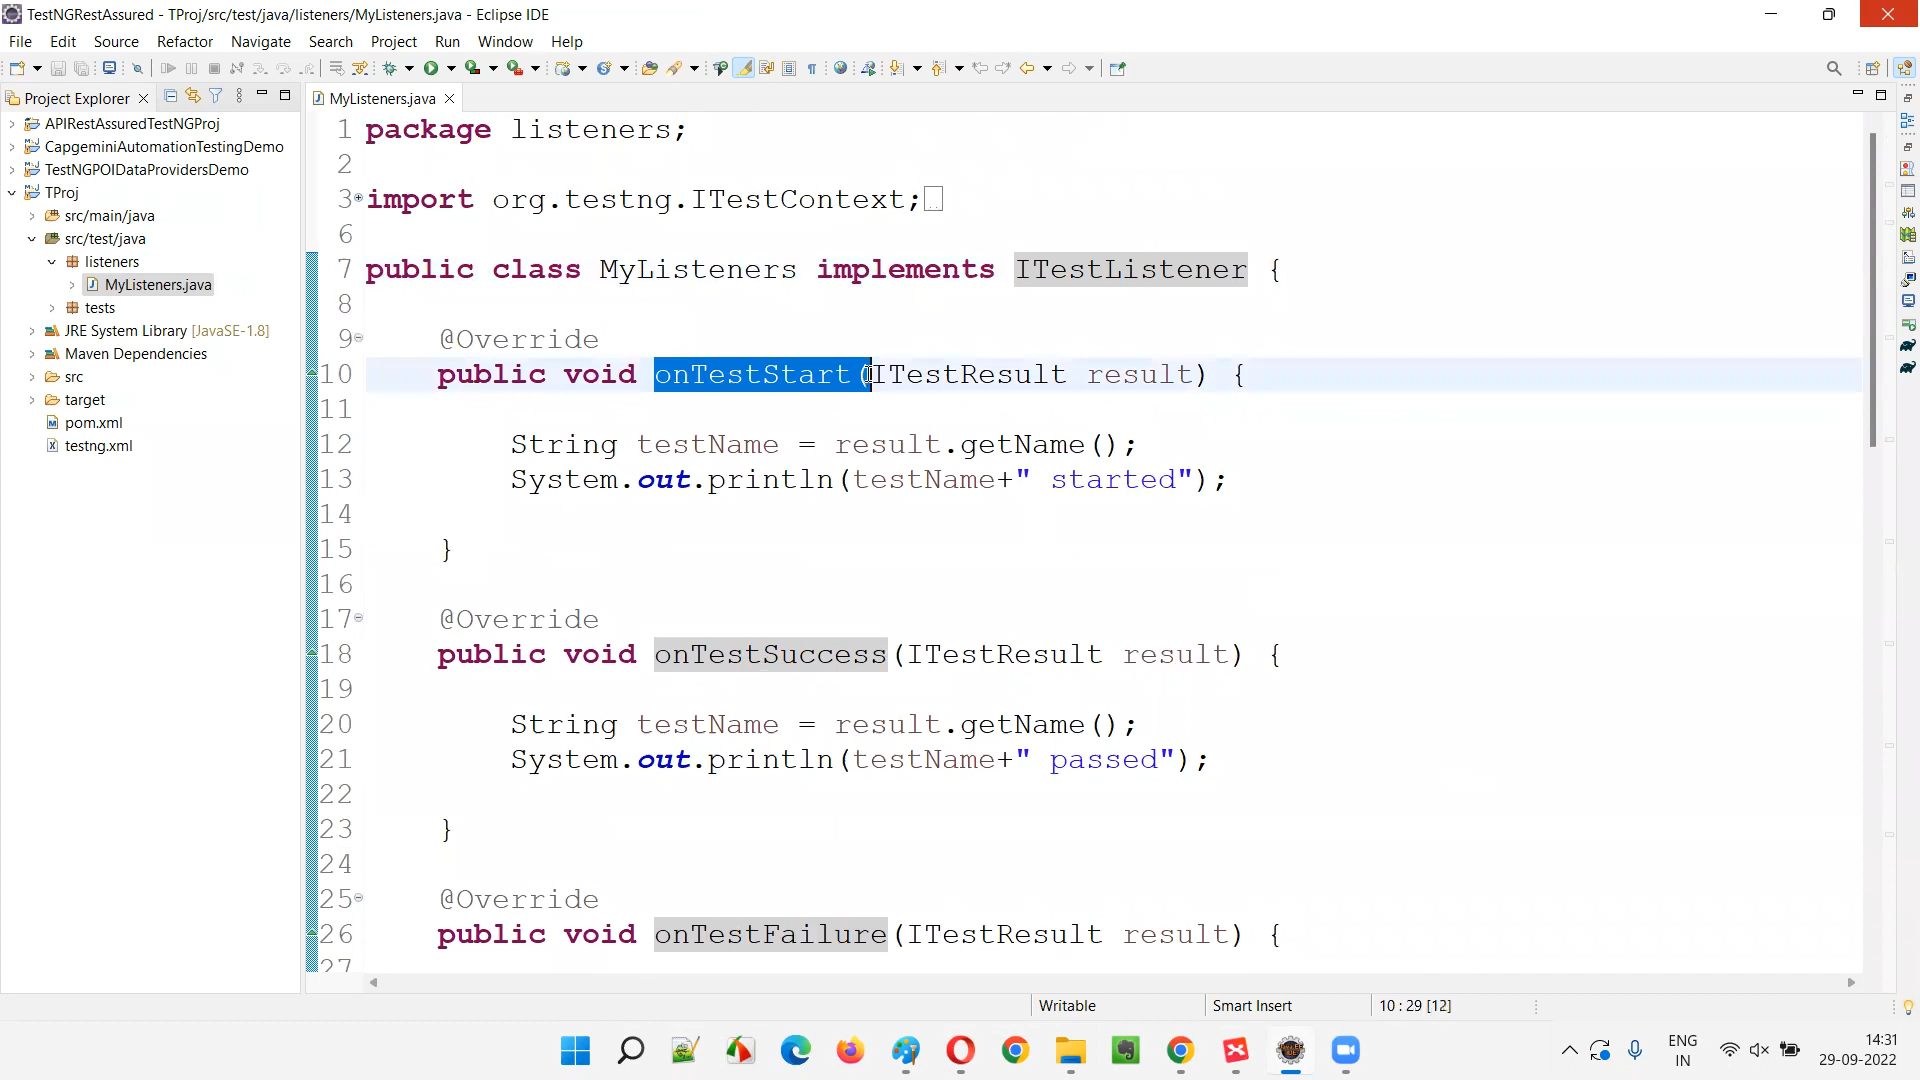 TestNGRestAssured - TProj/src/test/java/listeners/MyListeners.java - Eclipse IDE
File Edit Source Refactor Navigate Search Project Run Window Help
Project Explorer
MyListeners.java
APIRestAssuredTestNGProj
CapgeminiAutomationTestingDemo
TestNGPOIDataProvidersDemo
TProj
src/main/java
src/test/java
listeners
MyListeners.java
tests
JRE System Library [JavaSE-1.8]
Maven Dependencies
src
target
pom.xml
testng.xml
1 package listeners;
2
3 import org.testng.ITestContext;
6
7 public class MyListeners implements ITestListener {
8
9 @Override
10 public void onTestStart(ITestResult result) {
11
12 String testName = result.getName();
13 System.out.println(testName+" started");
14
15 }
16
17 @Override
18 public void onTestSuccess(ITestResult result) {
19
20 String testName = result.getName();
21 System.out.println(testName+" passed");
22
23 }
24
25 @Override
26 public void onTestFailure(ITestResult result) {
27
Writable Smart Insert 10 : 29 [12]
ENG
IN
14:31
29-09-2022